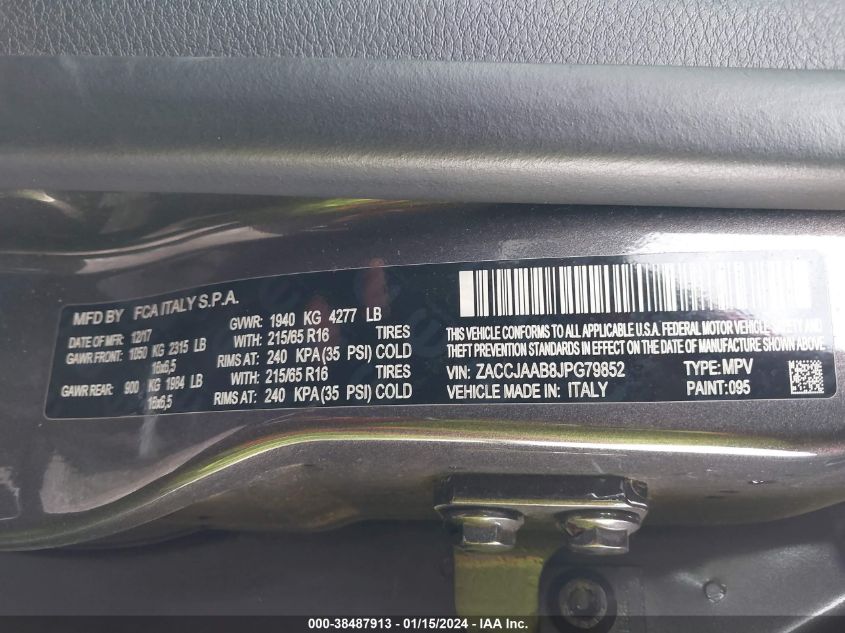 MFD BY FCA ITALY S.P.A.
DATE OF MFR: 12/17 GVWR: 1940 KG 4277 LB
GAWR FRONT: 1050 KG 2315 LB WITH: 215/65 R16 TIRES
16x6,5 RIMS AT: 240 KPA (35 PSI) COLD
GAWR REAR: 900 KG 1984 LB WITH: 215/65 R16 TIRES
16x6,5 RIMS AT: 240 KPA (35 PSI) COLD
THIS VEHICLE CONFORMS TO ALL APPLICABLE U.S.A. FEDERAL MOTOR VEHICLE SAFETY AND
THEFT PREVENTION STANDARDS IN EFFECT ON THE DATE OF MANUFACTURE SHOWN ABOVE
VIN: ZACCJAAB8JPG79852 TYPE: MPV
VEHICLE MADE IN: ITALY PAINT: 095
000-38487913 - 01/15/2024 - IAA Inc.